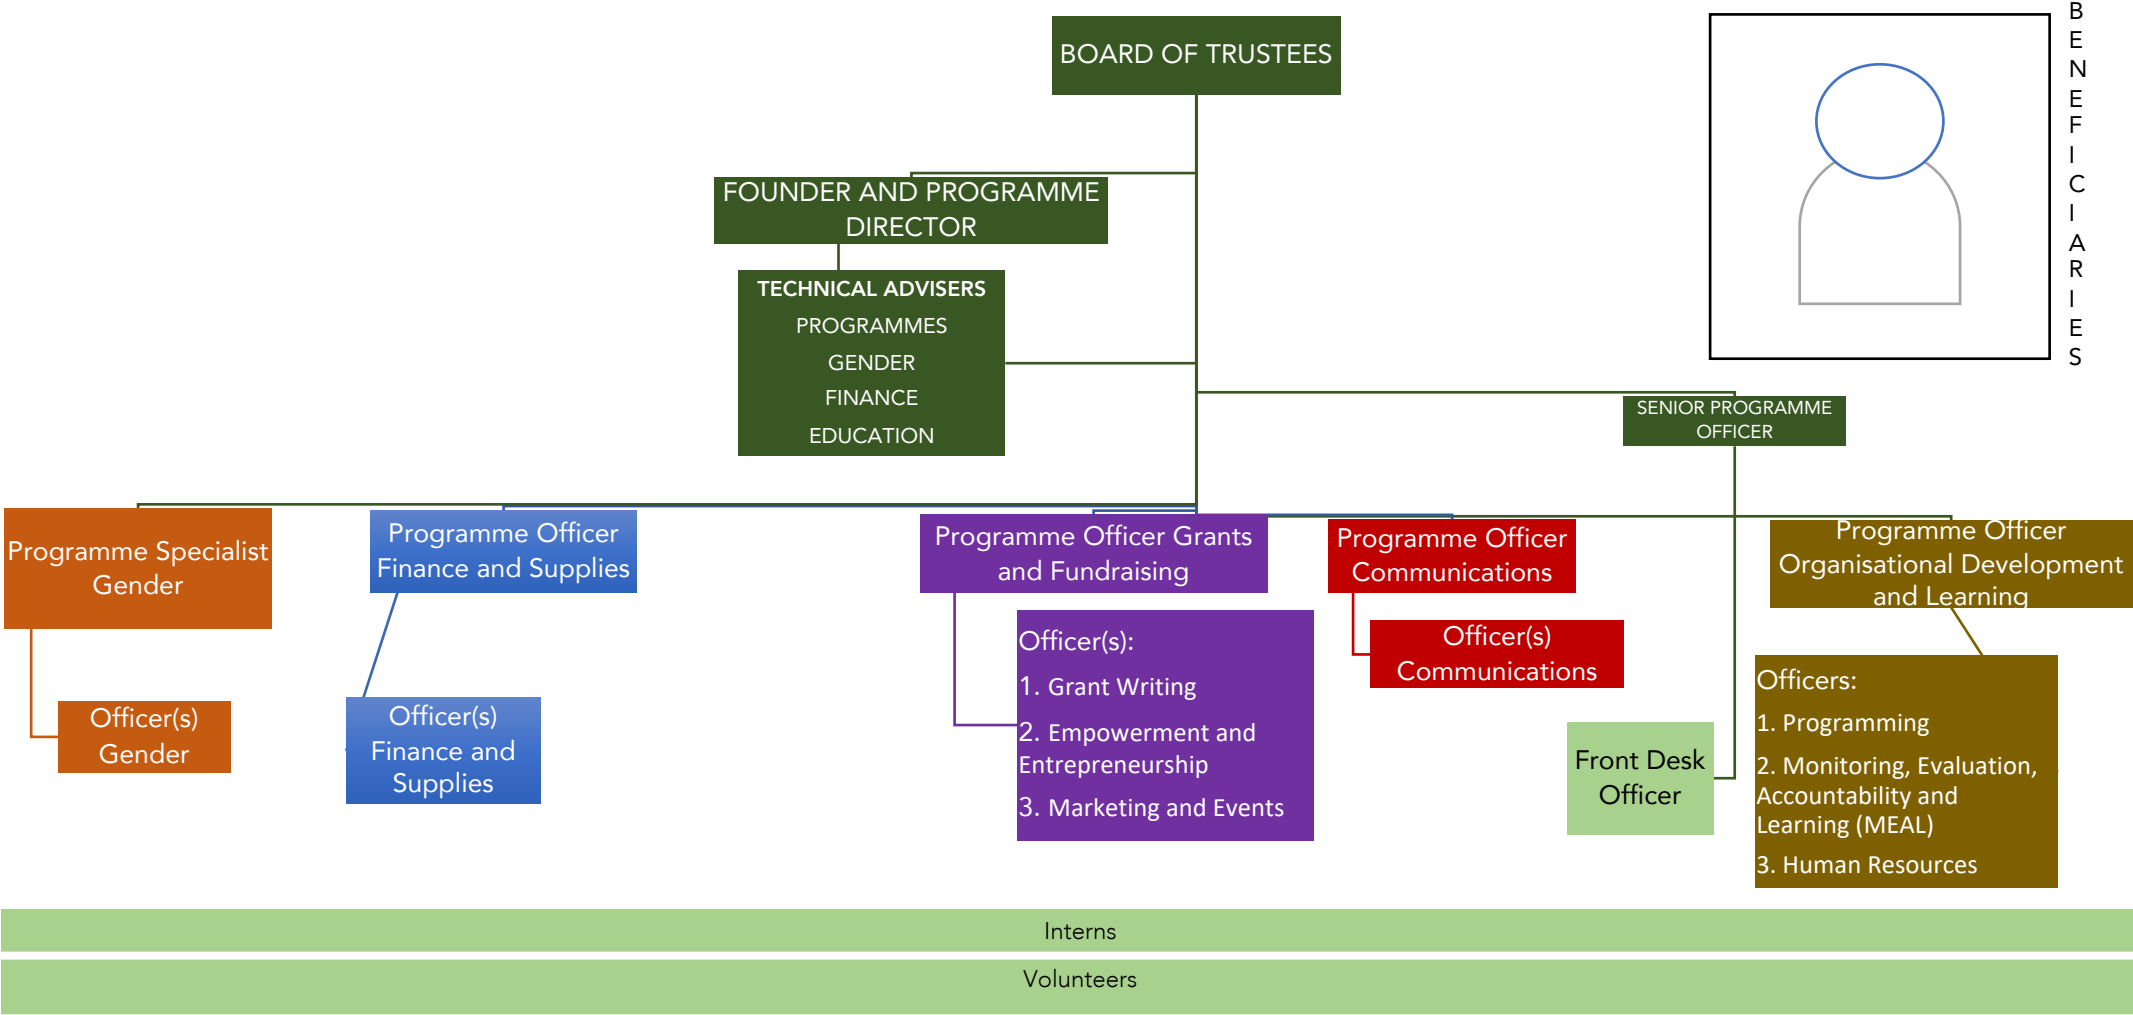 BOARD OF TRUSTEES
B
E
N
E
F
I
C
I
A
R
I
E
S
FOUNDER AND PROGRAMME
DIRECTOR
TECHNICAL ADVISERS
PROGRAMMES
GENDER
FINANCE
EDUCATION
SENIOR PROGRAMME
OFFICER
Programme Specialist
Gender
Programme Officer
Finance and Supplies
Programme Officer Grants
and Fundraising
Programme Officer
Communications
Programme Officer
Organisational Development
and Learning
Officer(s)
Gender
Officer(s)
Finance and
Supplies
Officer(s):
1. Grant Writing
2. Empowerment and
Entrepreneurship
3. Marketing and Events
Officer(s)
Communications
Front Desk
Officer
Officers:
1. Programming
2. Monitoring, Evaluation,
Accountability and
Learning (MEAL)
3. Human Resources
Interns
Volunteers